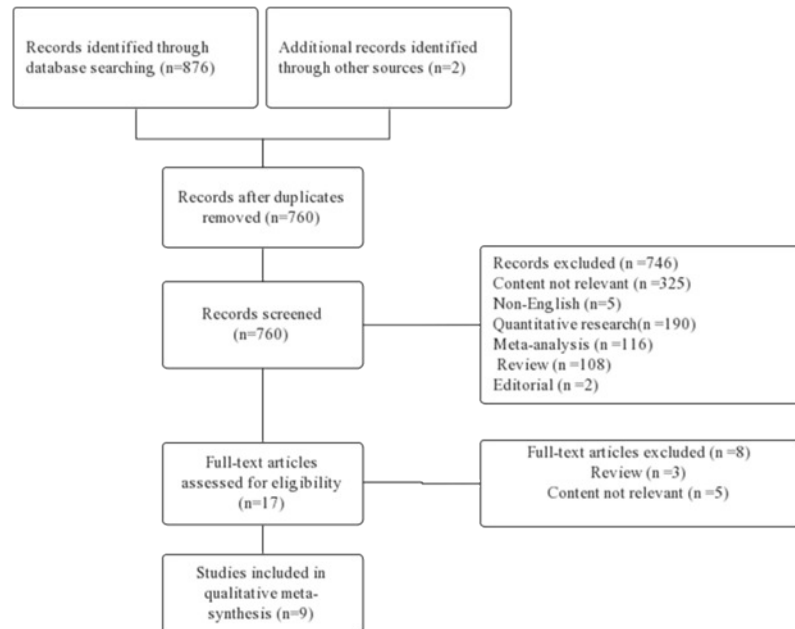 Records identified through
database searching (n=876)
Additional records identified
through other sources (n=2)
Records after duplicates
removed (n=760)
Records excluded (n =746)
Content not relevant (n =325)
Non-English (n=5)
Quantitative research(n =190)
Meta-analysis (n =116)
Review (n =108)
Editorial (n =2)
Records screened
(n=760)
Full-text articles
assessed for eligibility
(n=17)
Full-text articles excluded (n =8)
Review (n =3)
Content not relevant (n =5)
Studies included in
qualitative meta-
synthesis (n=9)